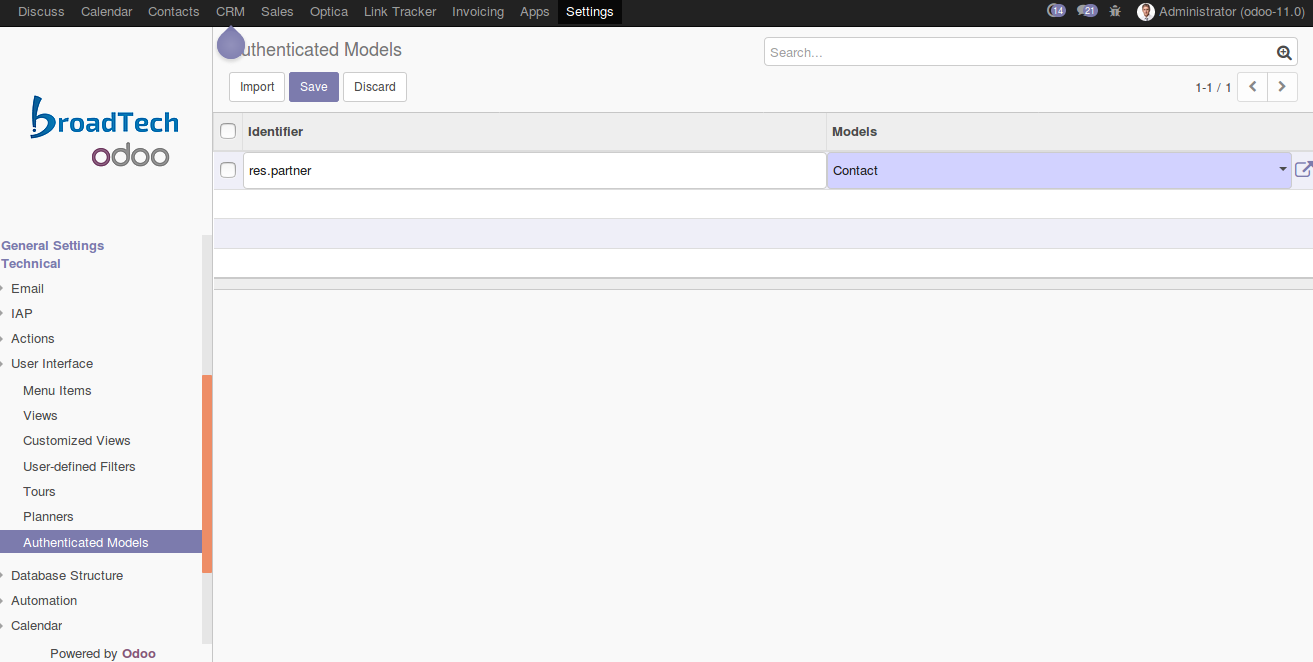 Discuss Calendar Contacts CRM Sales Optica Link Tracker Invoicing Apps Settings 14 21 Administrator (odoo-11.0)
uthenticated Models
Search...
Import Save Discard
1-1 / 1
broadTech
odoo
Identifier Models
res.partner Contact
General Settings
Technical
Email
IAP
Actions
User Interface
Menu Items
Views
Customized Views
User-defined Filters
Tours
Planners
Authenticated Models
Database Structure
Automation
Calendar
Powered by Odoo